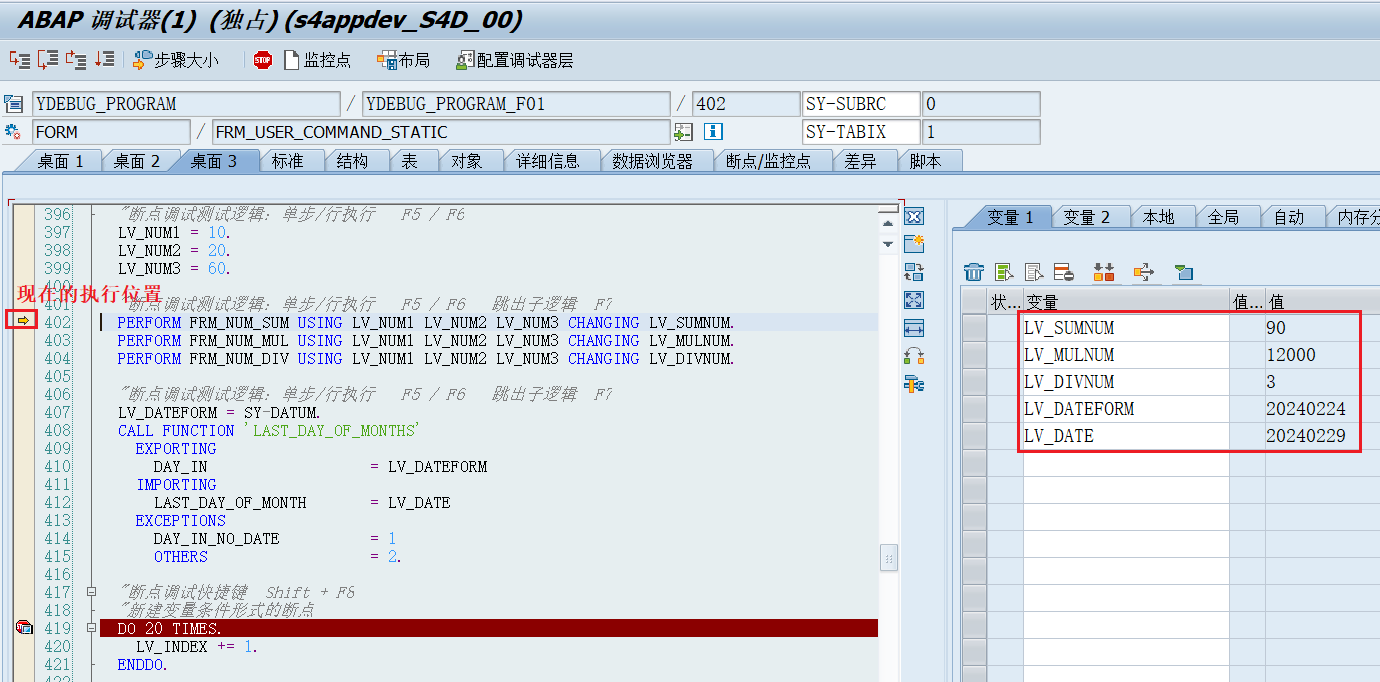 ABAP 调试器(1) (独占) (s4appdev_S4D_00)
步骤大小 STOP 监控点 布局 配置调试器层
YDEBUG_PROGRAM / YDEBUG_PROGRAM_F01 / 402 SY-SUBRC 0
FORM / FRM_USER_COMMAND_STATIC SY-TABIX 1
桌面 1 桌面 2 桌面 3 标准 结构 表 对象 详细信息 数据浏览器 断点/监控点 差异 脚本
396 "断点调试测试逻辑: 单步/行执行 F5 / F6
397 LV_NUM1 = 10.
398 LV_NUM2 = 20.
399 LV_NUM3 = 60.
400
现在的执行位置
401 断点调试测试逻辑: 单步/行执行 F5 / F6 跳出子逻辑 F7
402 PERFORM FRM_NUM_SUM USING LV_NUM1 LV_NUM2 LV_NUM3 CHANGING LV_SUMNUM.
403 PERFORM FRM_NUM_MUL USING LV_NUM1 LV_NUM2 LV_NUM3 CHANGING LV_MULNUM.
404 PERFORM FRM_NUM_DIV USING LV_NUM1 LV_NUM2 LV_NUM3 CHANGING LV_DIVNUM.
405
406 "断点调试测试逻辑: 单步/行执行 F5 / F6 跳出子逻辑 F7
407 LV_DATEFORM = SY-DATUM.
408 CALL FUNCTION 'LAST_DAY_OF_MONTHS'
409 EXPORTING
410 DAY_IN = LV_DATEFORM
411 IMPORTING
412 LAST_DAY_OF_MONTH = LV_DATE
413 EXCEPTIONS
414 DAY_IN_NO_DATE = 1
415 OTHERS = 2.
416
417 "断点调试快捷键 Shift + F8
418 "新建变量条件形式的断点
419 DO 20 TIMES.
420 LV_INDEX += 1.
421 ENDDO.
422
变量 1 变量 2 本地 全局 自动 内存分
状... 变量 值... 值
LV_SUMNUM 90
LV_MULNUM 12000
LV_DIVNUM 3
LV_DATEFORM 20240224
LV_DATE 20240229